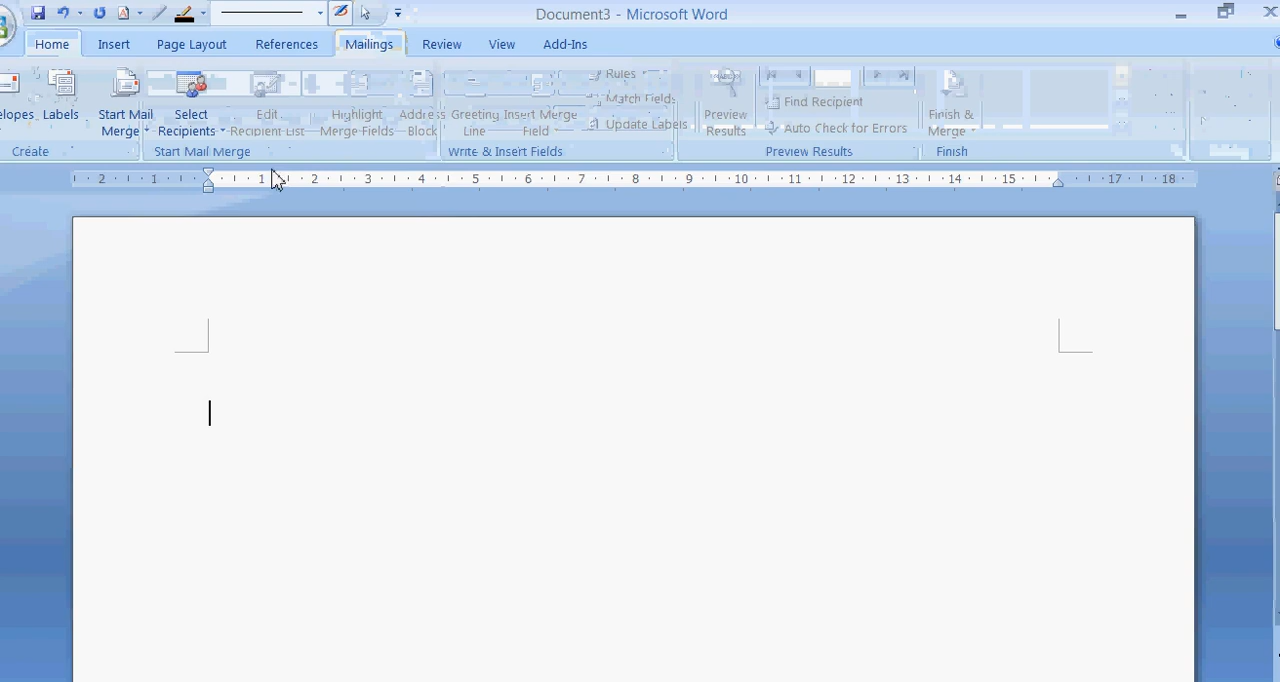 Document3 - Microsoft Word
Home Insert Page Layout References Mailings Review View Add-Ins
Labels Start Mail Merge Select Recipients Edit Recipient List Highlight Merge Fields Address Block Greeting Line Insert Merge Field Rules Match Fields Update Labels Preview Results Find Recipient Auto Check for Errors Finish & Merge
Create Start Mail Merge Write & Insert Fields Preview Results Finish
2 1 1 2 3 4 5 6 7 8 9 10 11 12 13 14 15 17 18